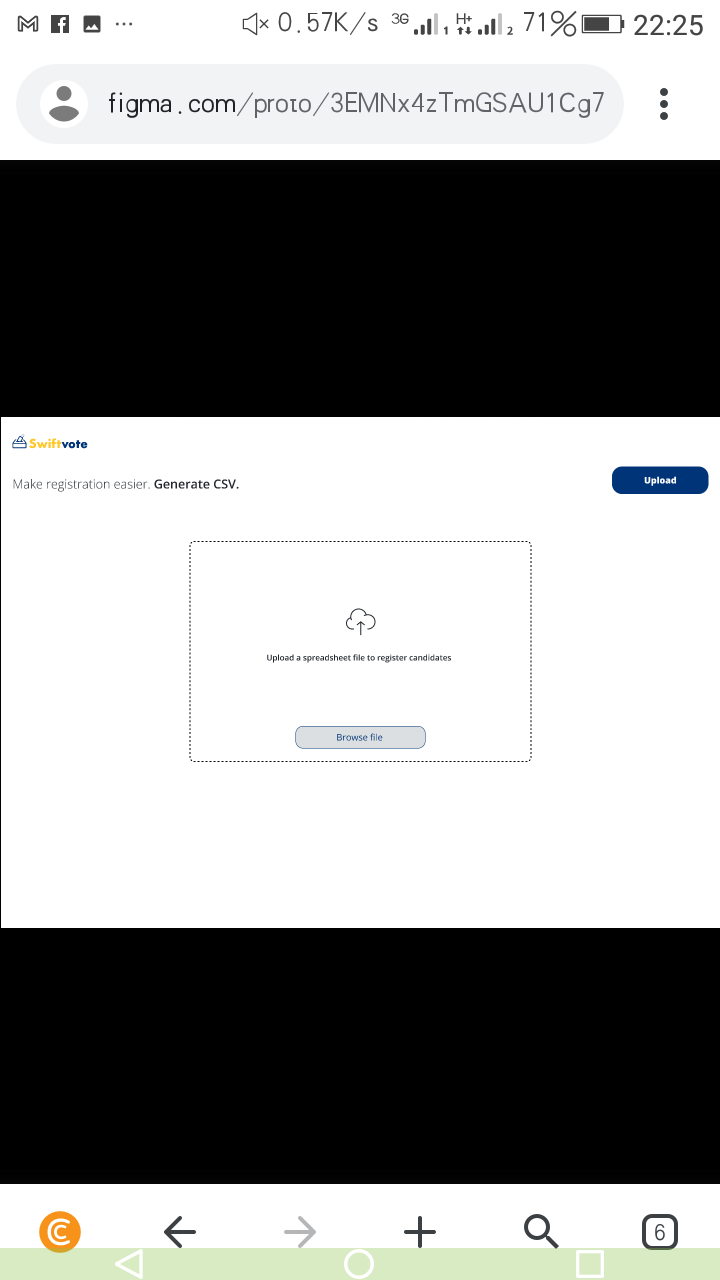 0.57K/s 3G 1 H+ 2 71% 22:25
figma.com/proto/3EMNx4zTmGSAU1Cg7
Swiftvote
Make registration easier. Generate CSV.
Upload
Upload a spreadsheet file to register candidates
Browse file
6